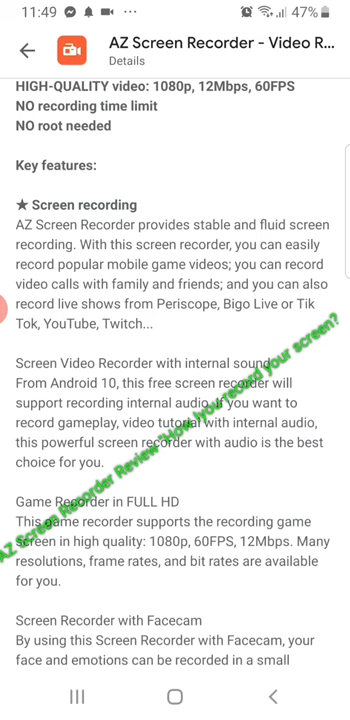 11:49 47%
AZ Screen Recorder - Video R...
Details
HIGH-QUALITY video: 1080p, 12Mbps, 60FPS
NO recording time limit
NO root needed
Key features:
★ Screen recording
AZ Screen Recorder provides stable and fluid screen
recording. With this screen recorder, you can easily
record popular mobile game videos; you can record
video calls with family and friends; and you can also
record live shows from Periscope, Bigo Live or Tik
Tok, YouTube, Twitch...
Screen Video Recorder with internal sound
From Android 10, this free screen recorder will
support recording internal audio. If you want to
record gameplay, video tutorial with internal audio,
this powerful screen recorder with audio is the best
choice for you.
Game Recorder in FULL HD
This game recorder supports the recording game
screen in high quality: 1080p, 60FPS, 12Mbps. Many
resolutions, frame rates, and bit rates are available
for you.
Screen Recorder with Facecam
By using this Screen Recorder with Facecam, your
face and emotions can be recorded in a small
AZ Screen Recorder Review "How you record your screen?